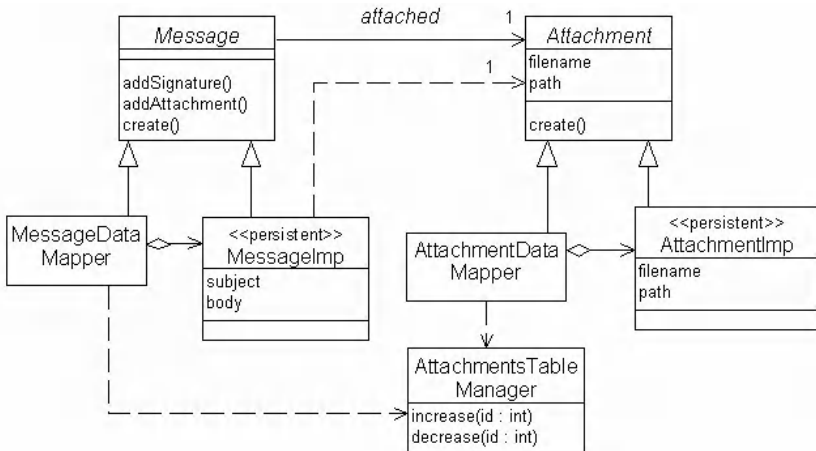 attached
1
Message
addSignature()
addAttachment()
create()
1
Attachment
filename
path
create()
MessageData
Mapper
<<persistent>>
MessageImp
subject
body
AttachmentData
Mapper
<<persistent>>
AttachmentImp
filename
path
AttachmentsTable
Manager
increase(id : int)
decrease(id : int)